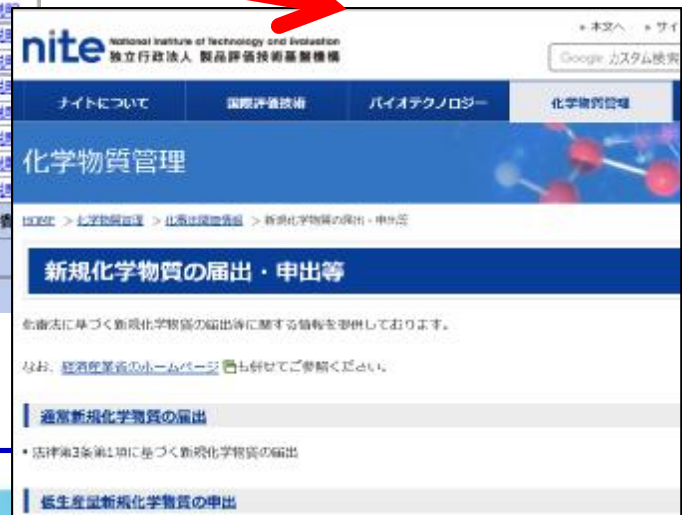 nite National Institute of Technology and Evaluation
独立行政法人 製品評価技術基盤機構
本文へ サイ
Google カスタム検索
ナイトについて 国際評価技術 バイオテクノロジー 化学物質管理
化学物質管理
HOME > 化学物質管理 > 化審法関連情報 > 新規化学物質の届出・申出等
新規化学物質の届出・申出等
化審法に基づく新規化学物質の届出等に関する情報を提供しております。
なお、経済産業省のホームページも併せてご参照ください。
通常新規化学物質の届出
• 法律第3条第1項に基づく新規化学物質の届出
低生産量新規化学物質の申出